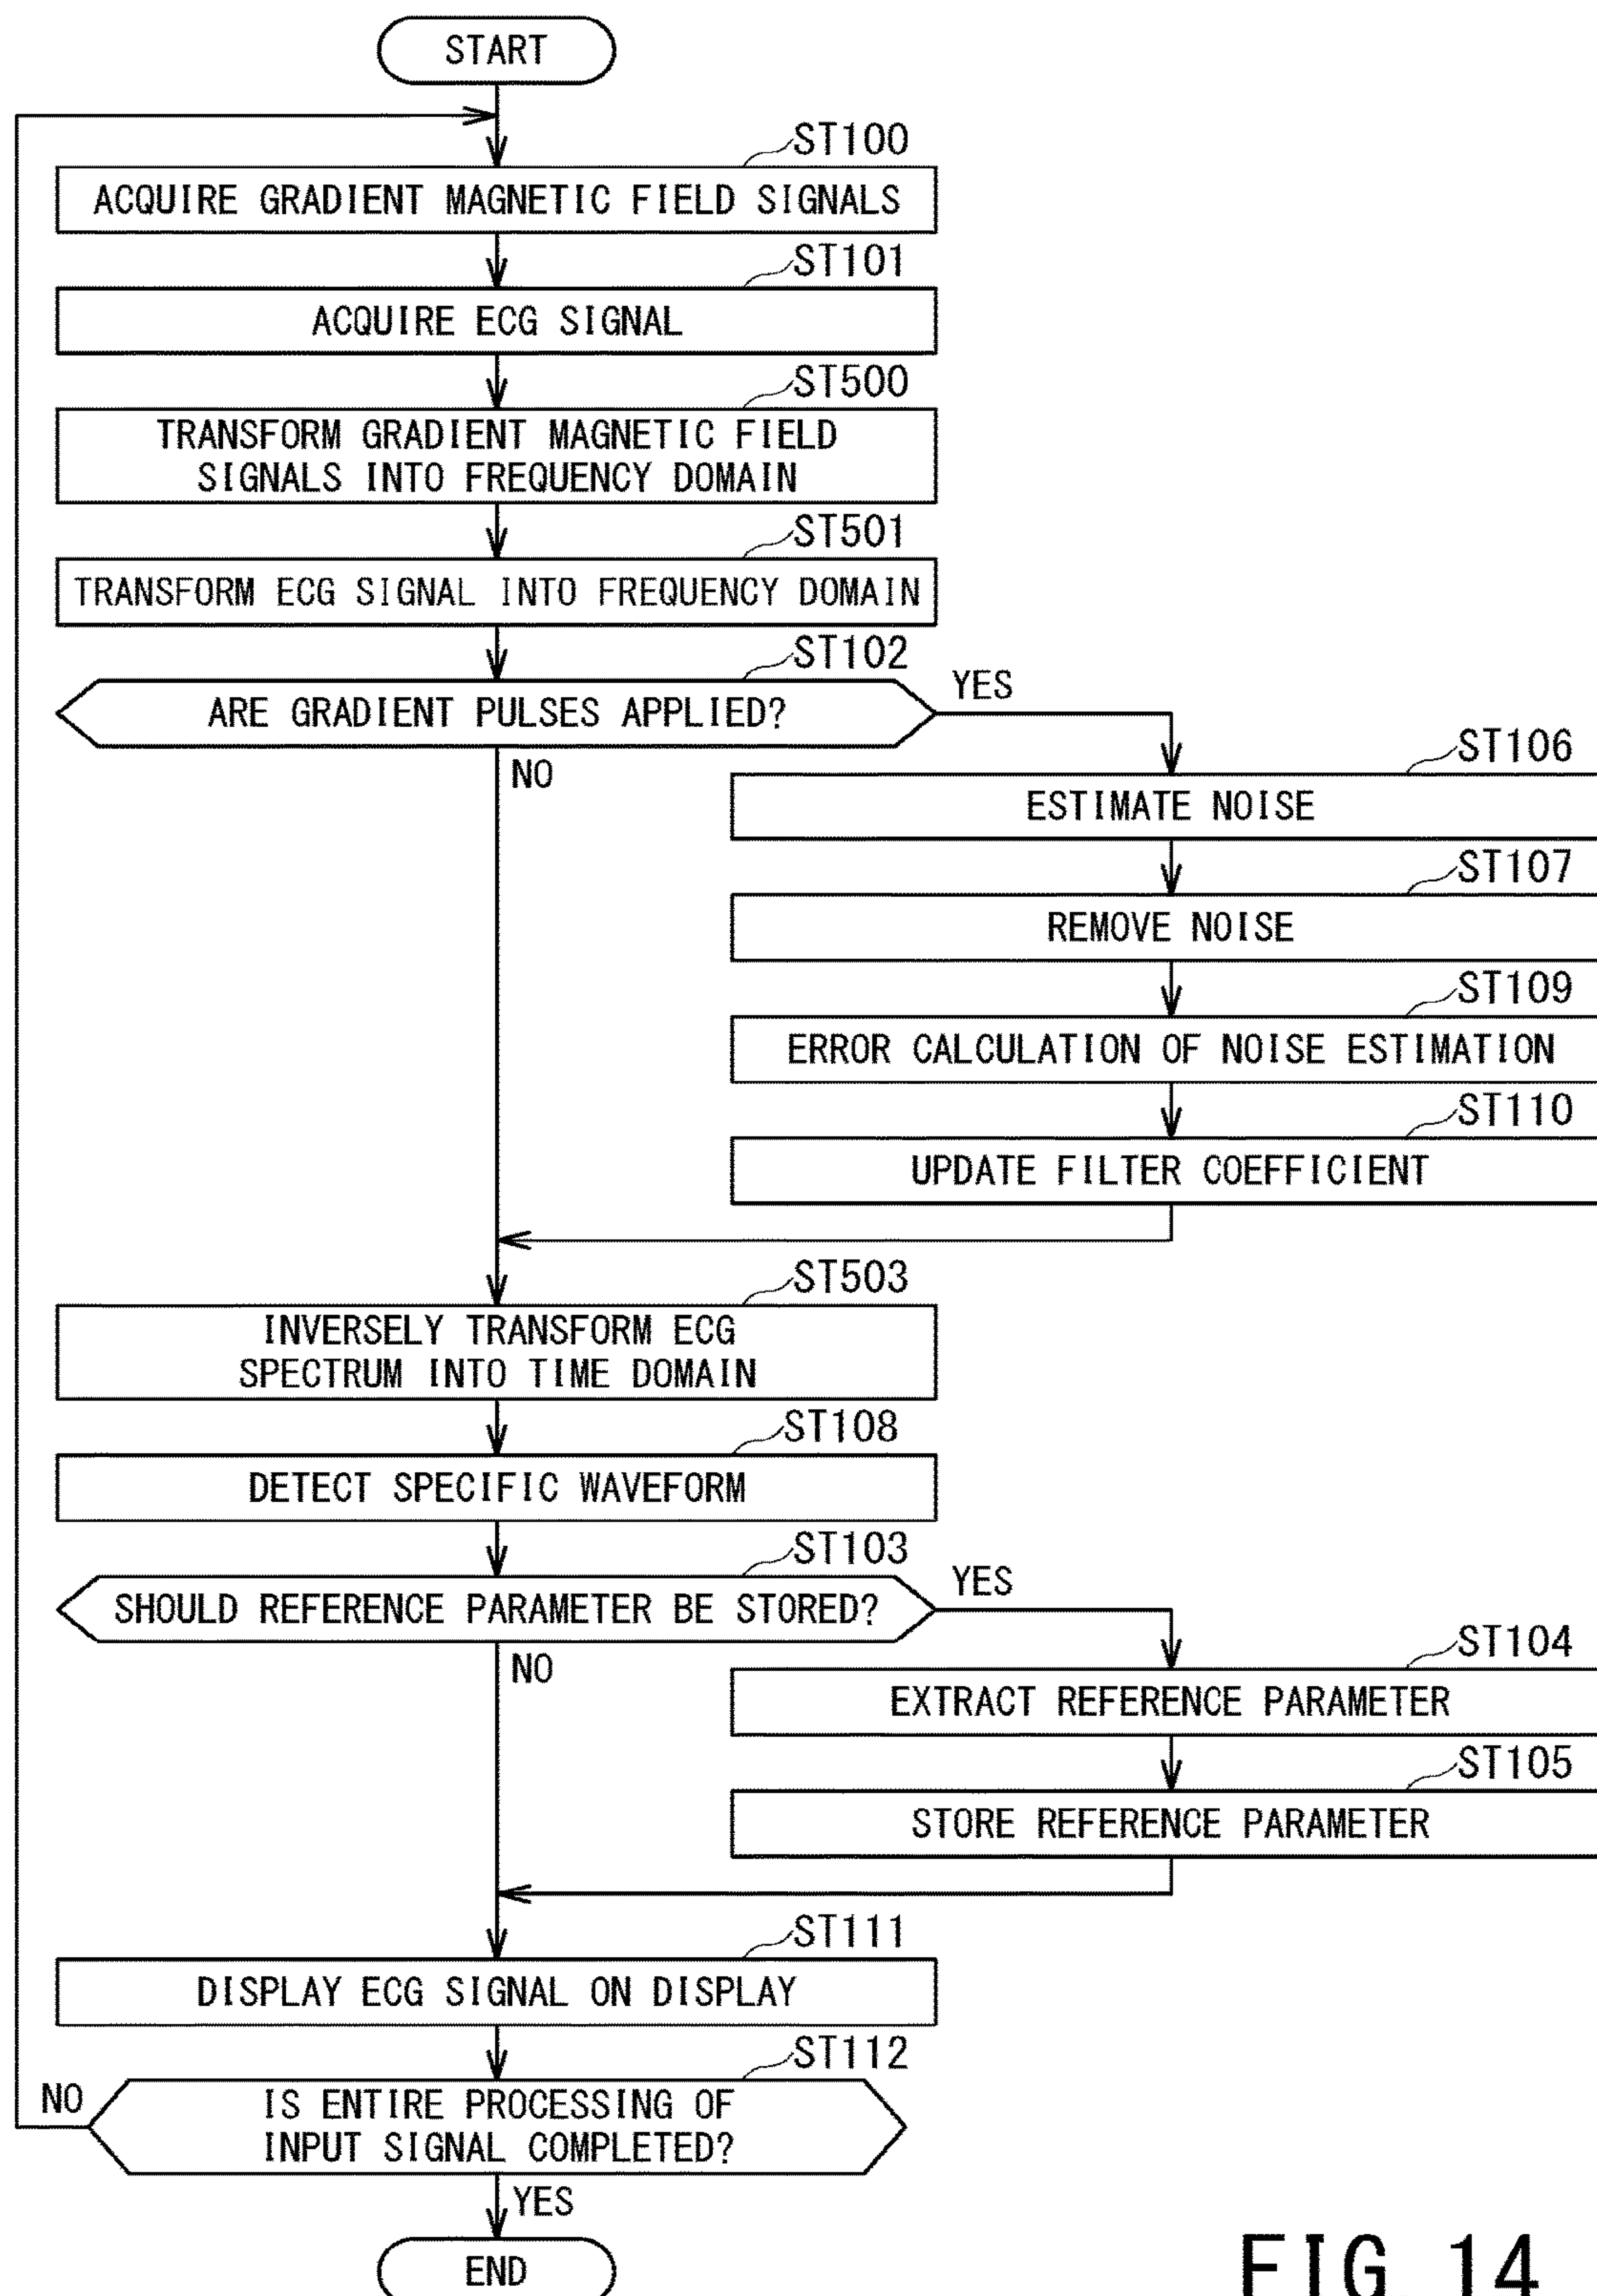 START
ST100
ACQUIRE GRADIENT MAGNETIC FIELD SIGNALS
ST101
ACQUIRE ECG SIGNAL
ST500
TRANSFORM GRADIENT MAGNETIC FIELD
SIGNALS INTO FREQUENCY DOMAIN
ST501
TRANSFORM ECG SIGNAL INTO FREQUENCY DOMAIN
ST102
ARE GRADIENT PULSES APPLIED?
YES
NO
ST106
ESTIMATE NOISE
ST107
REMOVE NOISE
ST109
ERROR CALCULATION OF NOISE ESTIMATION
ST110
UPDATE FILTER COEFFICIENT
ST503
INVERSELY TRANSFORM ECG
SPECTRUM INTO TIME DOMAIN
ST108
DETECT SPECIFIC WAVEFORM
ST103
SHOULD REFERENCE PARAMETER BE STORED?
YES
NO
ST104
EXTRACT REFERENCE PARAMETER
ST105
STORE REFERENCE PARAMETER
ST111
DISPLAY ECG SIGNAL ON DISPLAY
ST112
NO
IS ENTIRE PROCESSING OF
INPUT SIGNAL COMPLETED?
YES
END
FIG. 14